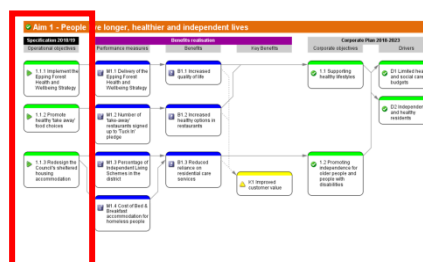 Aim 1 - People live longer, healthier and independent lives
Specification 2018/19
Benefits realisation
Corporate Plan 2018-2023
Operational objectives
Performance measures
Benefits
Key Benefits
Corporate objectives
Drivers
1.1.1 Implement the
Epping Forest
Health and
Wellbeing Strategy
M1.1 Delivery of the
Epping Forest
Health and
Wellbeing Strategy
B1.1 Increased
quality of life
1.1 Supporting
healthy lifestyles
D1 Limited hea
and social care
budgets
1.1.2 Promote
healthy fake away/
food choices
M1.2 Number of
fake-away/
restaurants signed
up to 'Tuck In'
pledge
B1.2 Increased
healthy options in
restaurants
D2 Independen
and healthy
residents
1.1.3 Redesign the
Council's sheltered
housing
accommodation
M1.3 Percentage of
Independent Living
Schemes in the
district
B1.3 Reduced
reliance on
residential care
services
K1 Improved
customer value
1.2 Promoting
independence for
older people and
people with
disabilities
M1.4 Cost of Bed &
Breakfast
accommodation for
homeless people